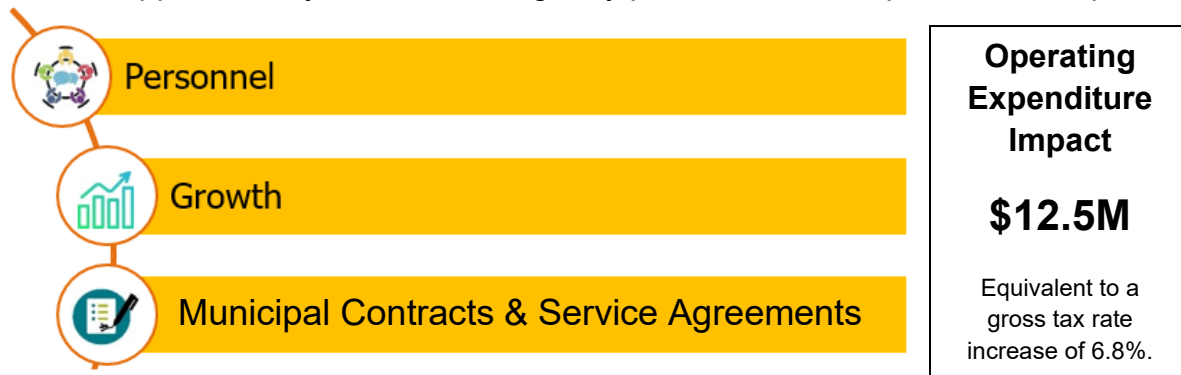 Personnel
Growth
Municipal Contracts & Service Agreements
Operating
Expenditure
Impact
$12.5M
Equivalent to a
gross tax rate
increase of 6.8%.